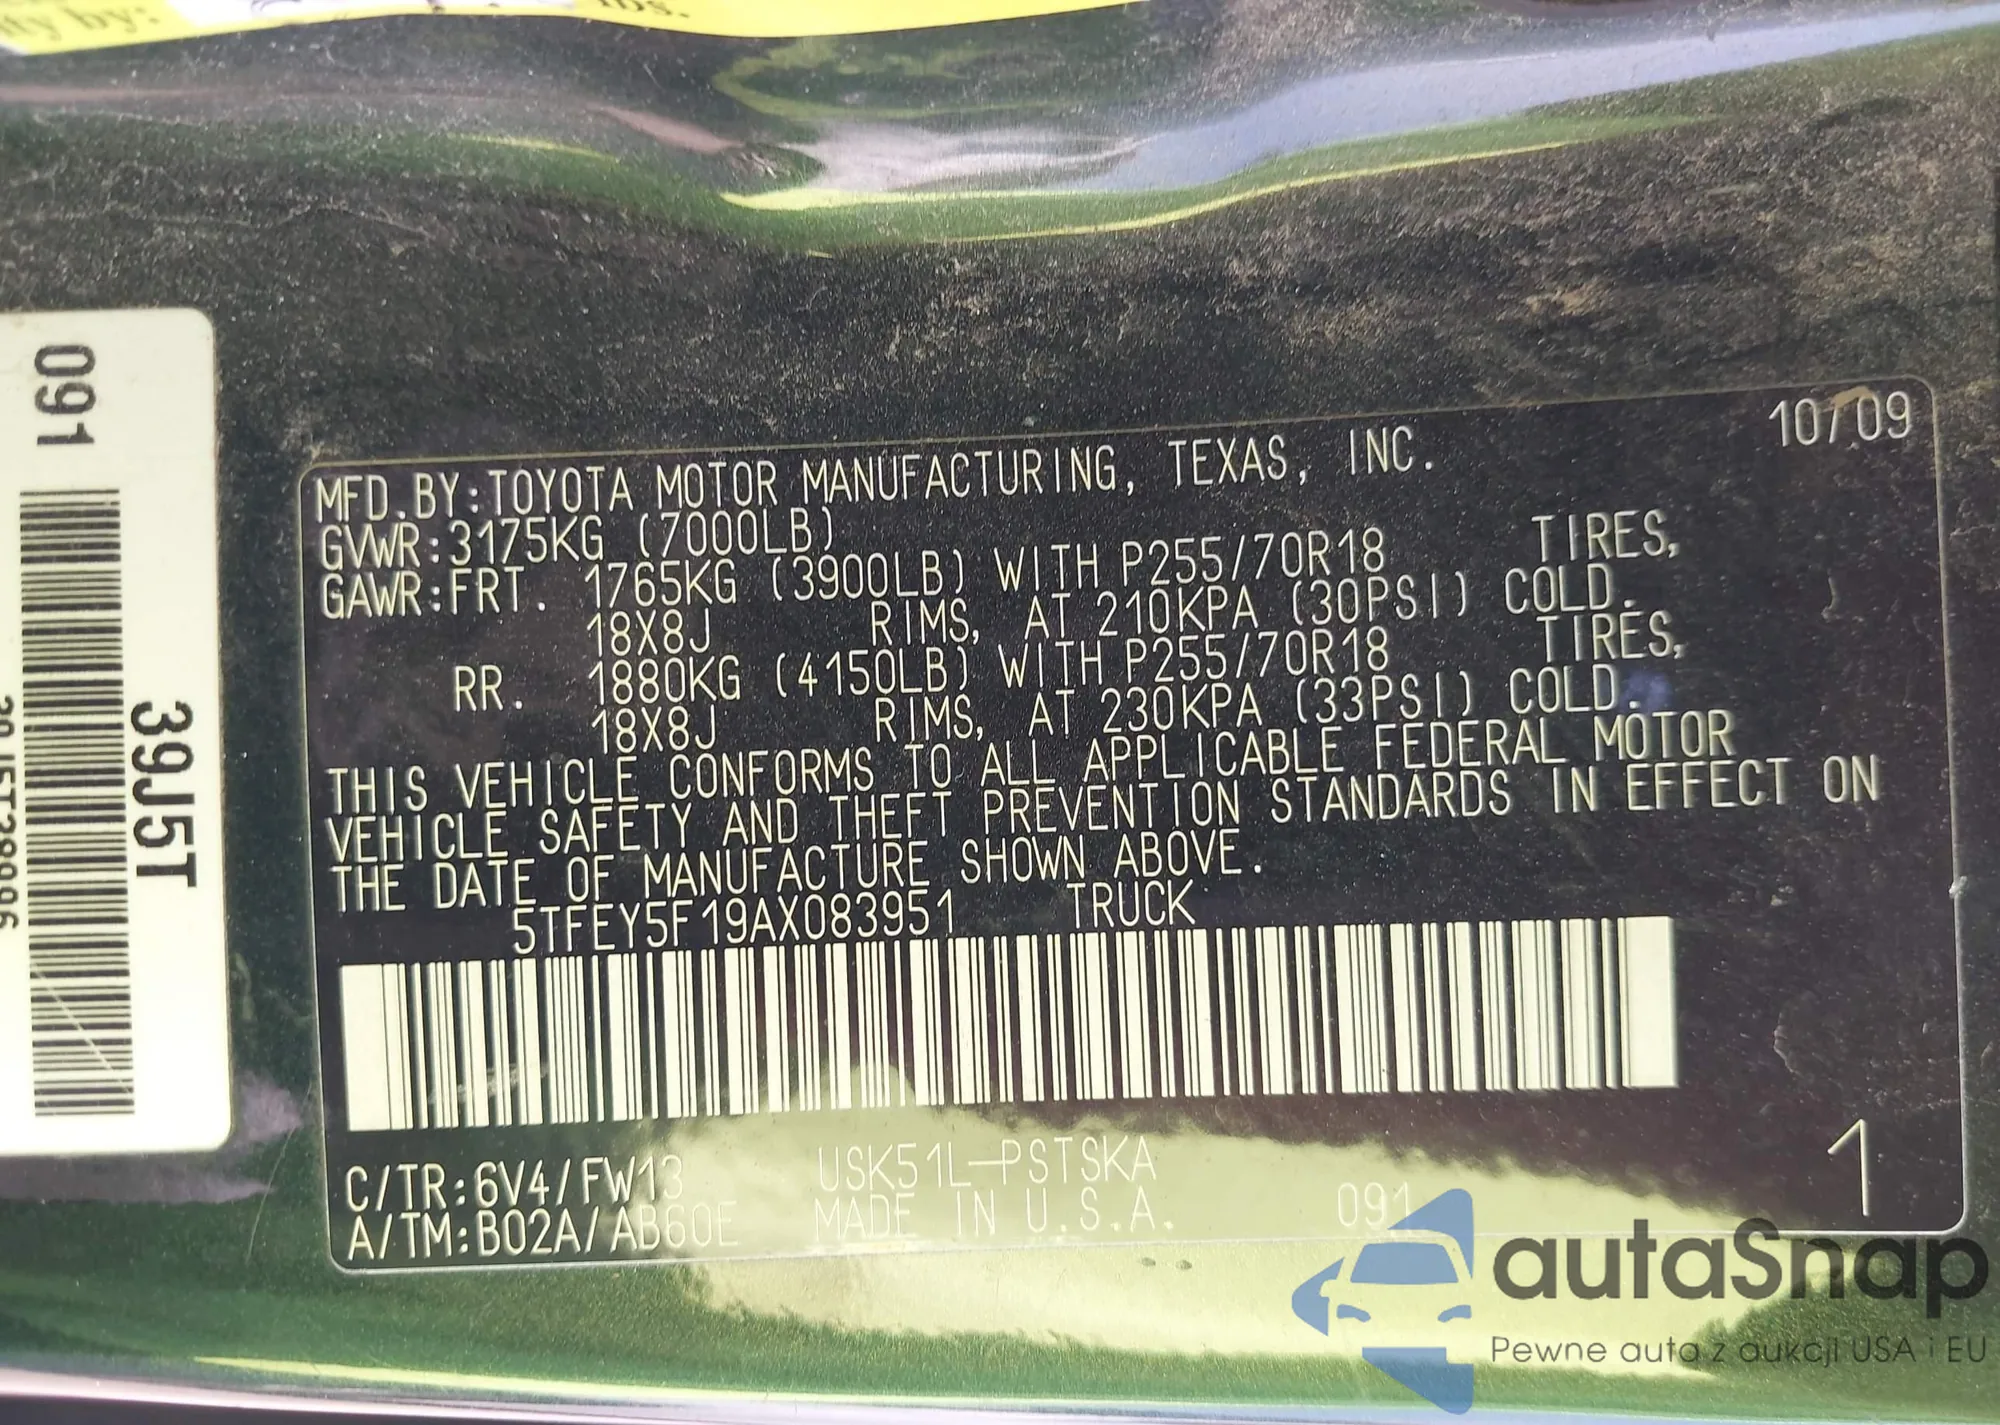 by:
lbs.
091
39J5T
10/09
MFD.BY:TOYOTA MOTOR MANUFACTURING, TEXAS, INC.
GVWR:3175KG (7000LB)
GAWR:FRT. 1765KG (3900LB) WITH P255/70R18 TIRES,
18X8J RIMS, AT 210KPA (30PSI) COLD.
RR. 1880KG (4150LB) WITH P255/70R18 TIRES,
18X8J RIMS, AT 230KPA (33PSI) COLD.
THIS VEHICLE CONFORMS TO ALL APPLICABLE FEDERAL MOTOR
VEHICLE SAFETY AND THEFT PREVENTION STANDARDS IN EFFECT ON
THE DATE OF MANUFACTURE SHOWN ABOVE.
5TFEY5F19AX083951 TRUCK
C/TR:6V4/FW13 USK51L-PSTSKA
A/TM:B02A/AB60E MADE IN U.S.A. 091
1
autaSnap
Pewne auta z aukcji USA i EU